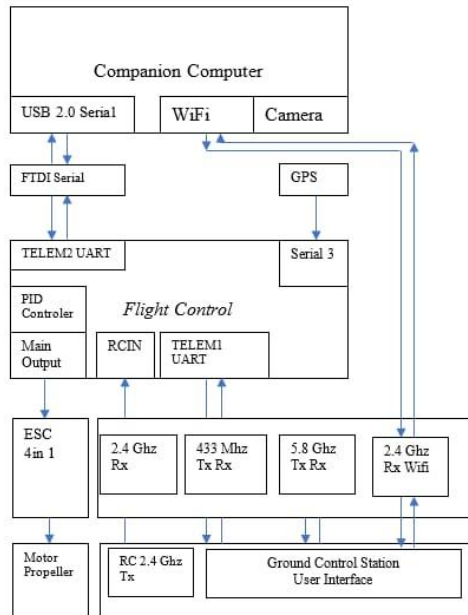 Companion Computer
USB 2.0 Serial
WiFi
Camera
FTDI Serial
GPS
TELEM2 UART
Serial 3
PID
Controler
Flight Control
Main
Output
RCIN
TELEM1
UART
ESC
4in 1
2.4 Ghz
Rx
433 Mhz
Tx Rx
5.8 Ghz
Tx Rx
2.4 Ghz
Rx Wifi
Motor
Propeller
RC 2.4 Ghz
Tx
Ground Control Station
User Interface